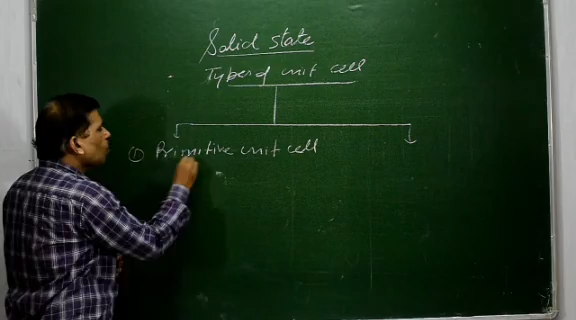 Solid state
Types of unit cell
① Primitive unit cell